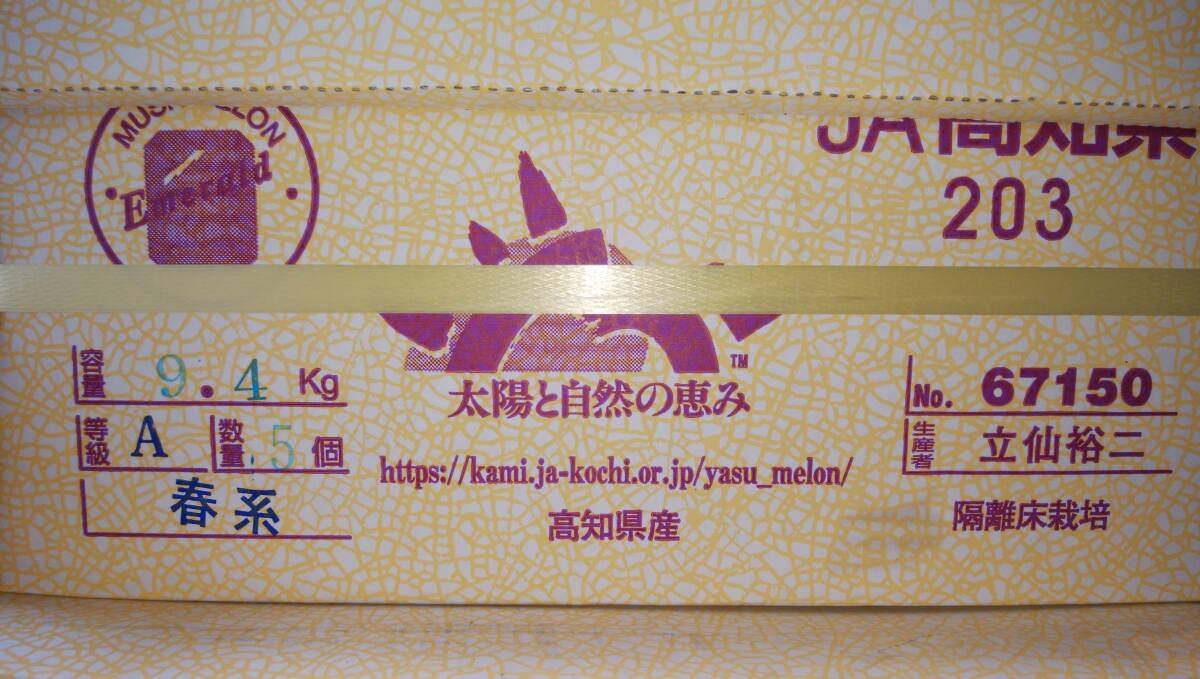 Emerald
JA高知県
203
TM
太陽と自然の恵み
https://kami.ja-kochi.or.jp/yasu_melon/
高知県産
容量 9.4 Kg
等級 A 数量 5 個
春系
No. 67150
生産者 立仙裕二
隔離床栽培